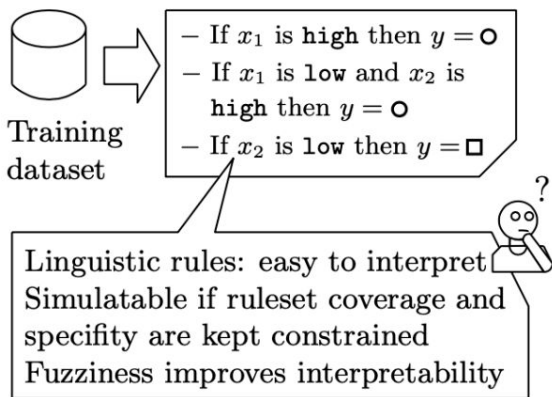 – If x₁ is high then y = O
– If x₁ is low and x₂ is
high then y = O
– If x₂ is low then y = □
Training
dataset
?
Linguistic rules: easy to interpret
Simulatable if ruleset coverage and
specifity are kept constrained
Fuzziness improves interpretability